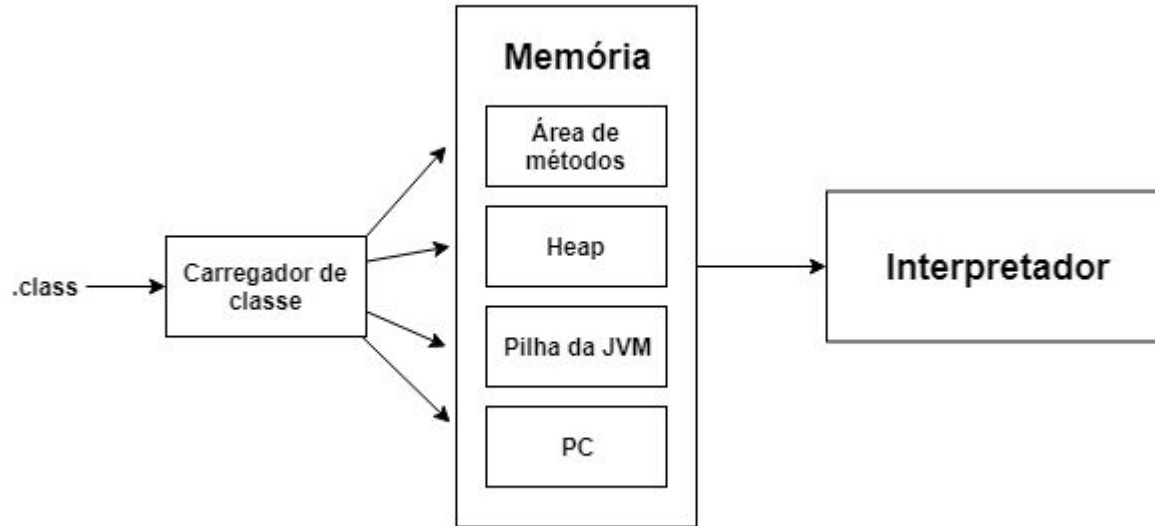 .class
Carregador de
classe
Memória
Área de
métodos
Heap
Pilha da JVM
PC
Interpretador